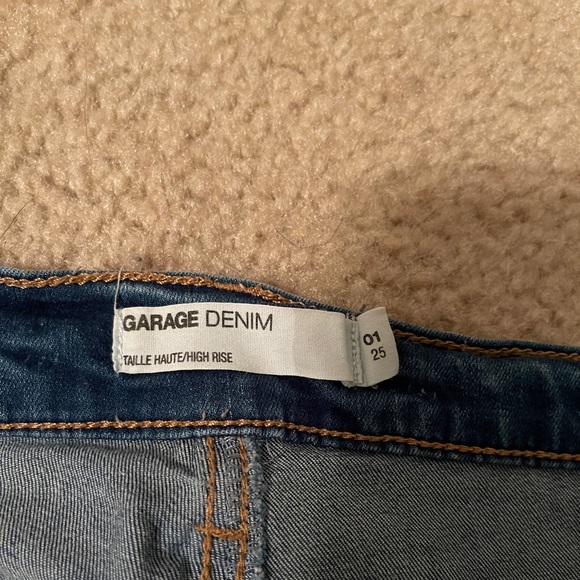 GARAGE DENIM
TAILLE HAUTE/HIGH RISE
01
25